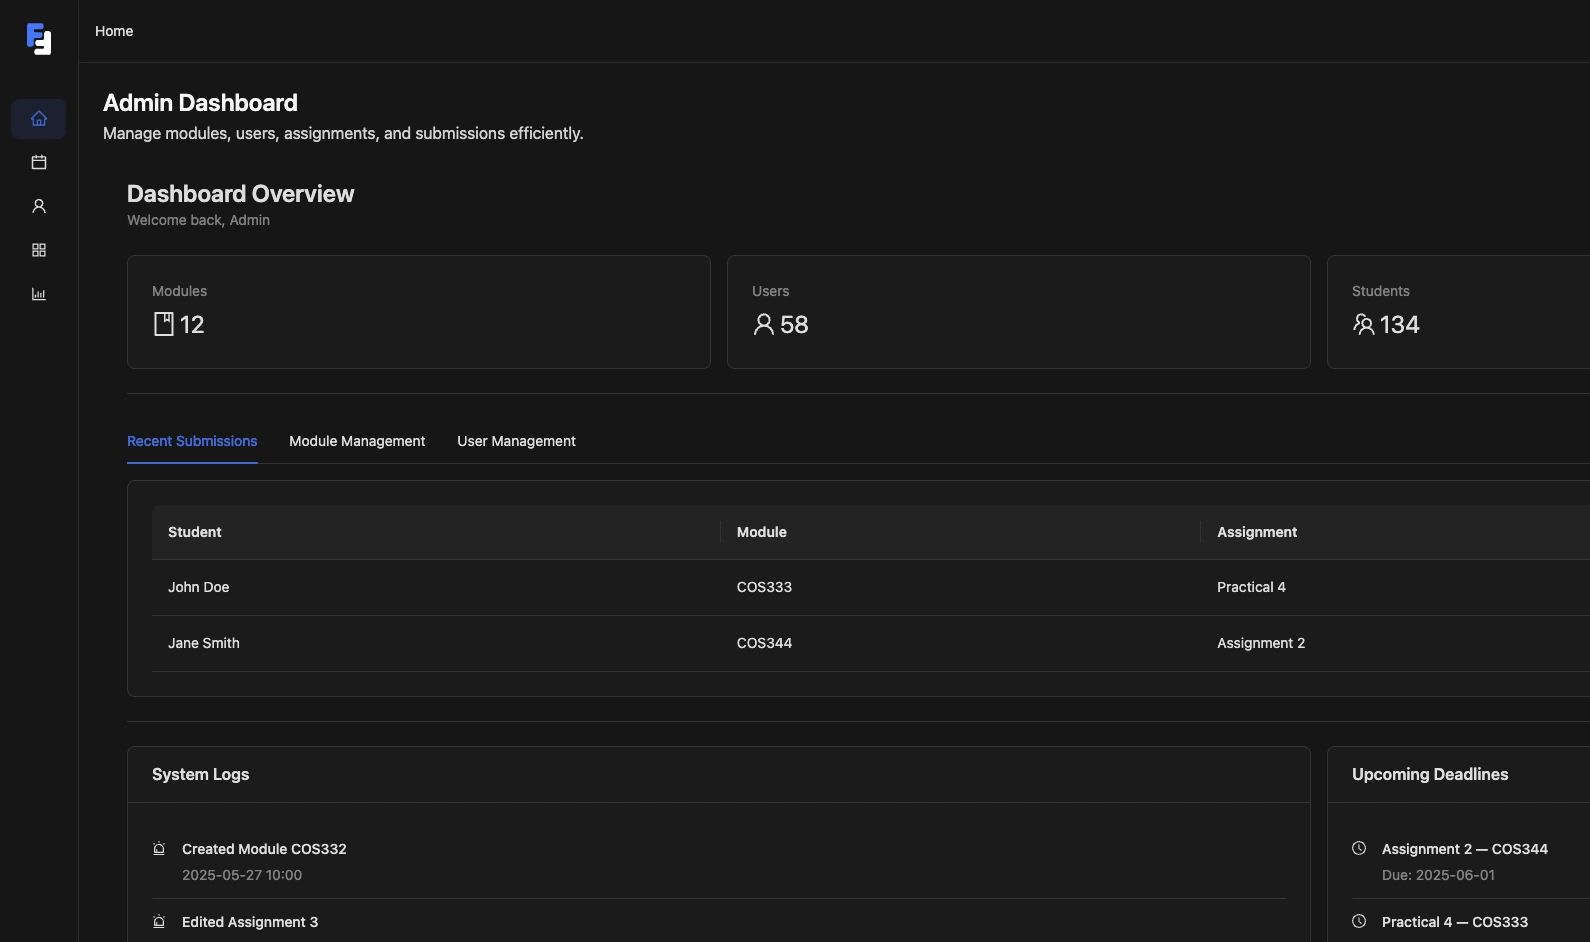 Home
Admin Dashboard
Manage modules, users, assignments, and submissions efficiently.
Dashboard Overview
Welcome back, Admin
Modules
12
Users
58
Students
134
Recent Submissions Module Management User Management
Student Module Assignment
John Doe COS333 Practical 4
Jane Smith COS344 Assignment 2
System Logs
Created Module COS332
2025-05-27 10:00
Edited Assignment 3
Upcoming Deadlines
Assignment 2 — COS344
Due: 2025-06-01
Practical 4 — COS333